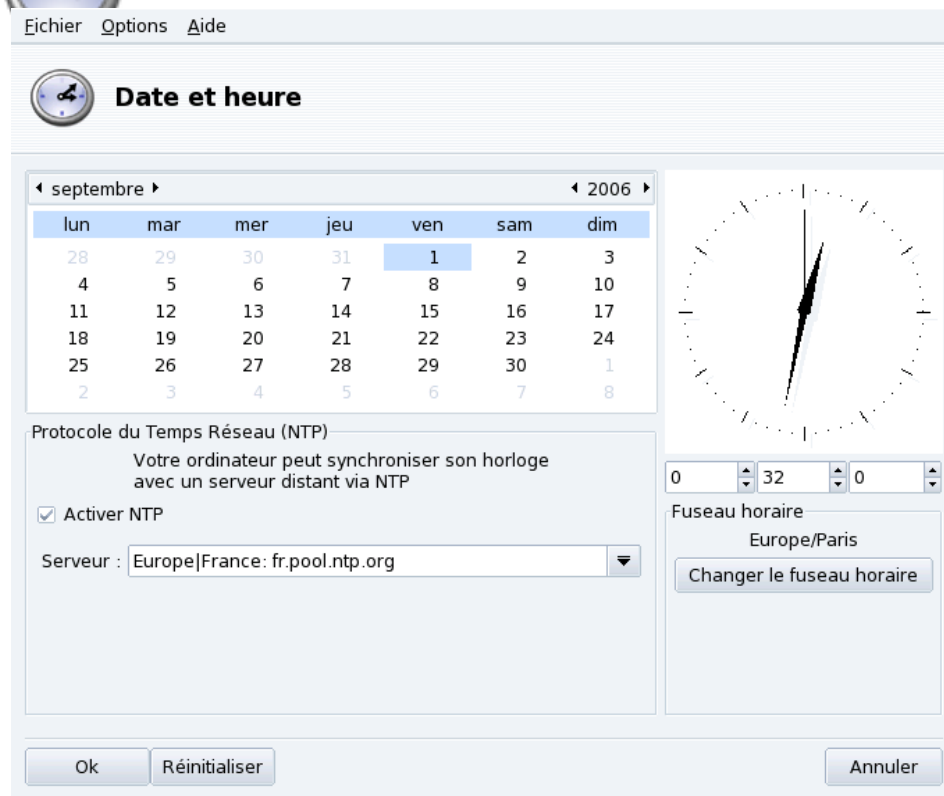 Fichier Options Aide
Date et heure
septembre 2006
lun mar mer jeu ven sam dim
28 29 30 31 1 2 3
4 5 6 7 8 9 10
11 12 13 14 15 16 17
18 19 20 21 22 23 24
25 26 27 28 29 30 1
2 3 4 5 6 7 8
Protocole du Temps Réseau (NTP)
Votre ordinateur peut synchroniser son horloge
avec un serveur distant via NTP
Activer NTP
Serveur : Europe|France: fr.pool.ntp.org
0 32 0
Fuseau horaire
Europe/Paris
Changer le fuseau horaire
Ok Réinitialiser Annuler